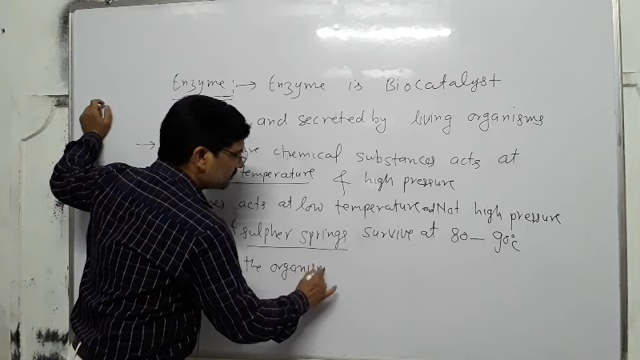 Enzyme :→ Enzyme is Biocatalyst
and secreted by living organisms
→ chemical substances acts at
temperature & high pressure
acts at low temperature and Not high pressure
sulpher springs survive at 80 - 90°c
the organis